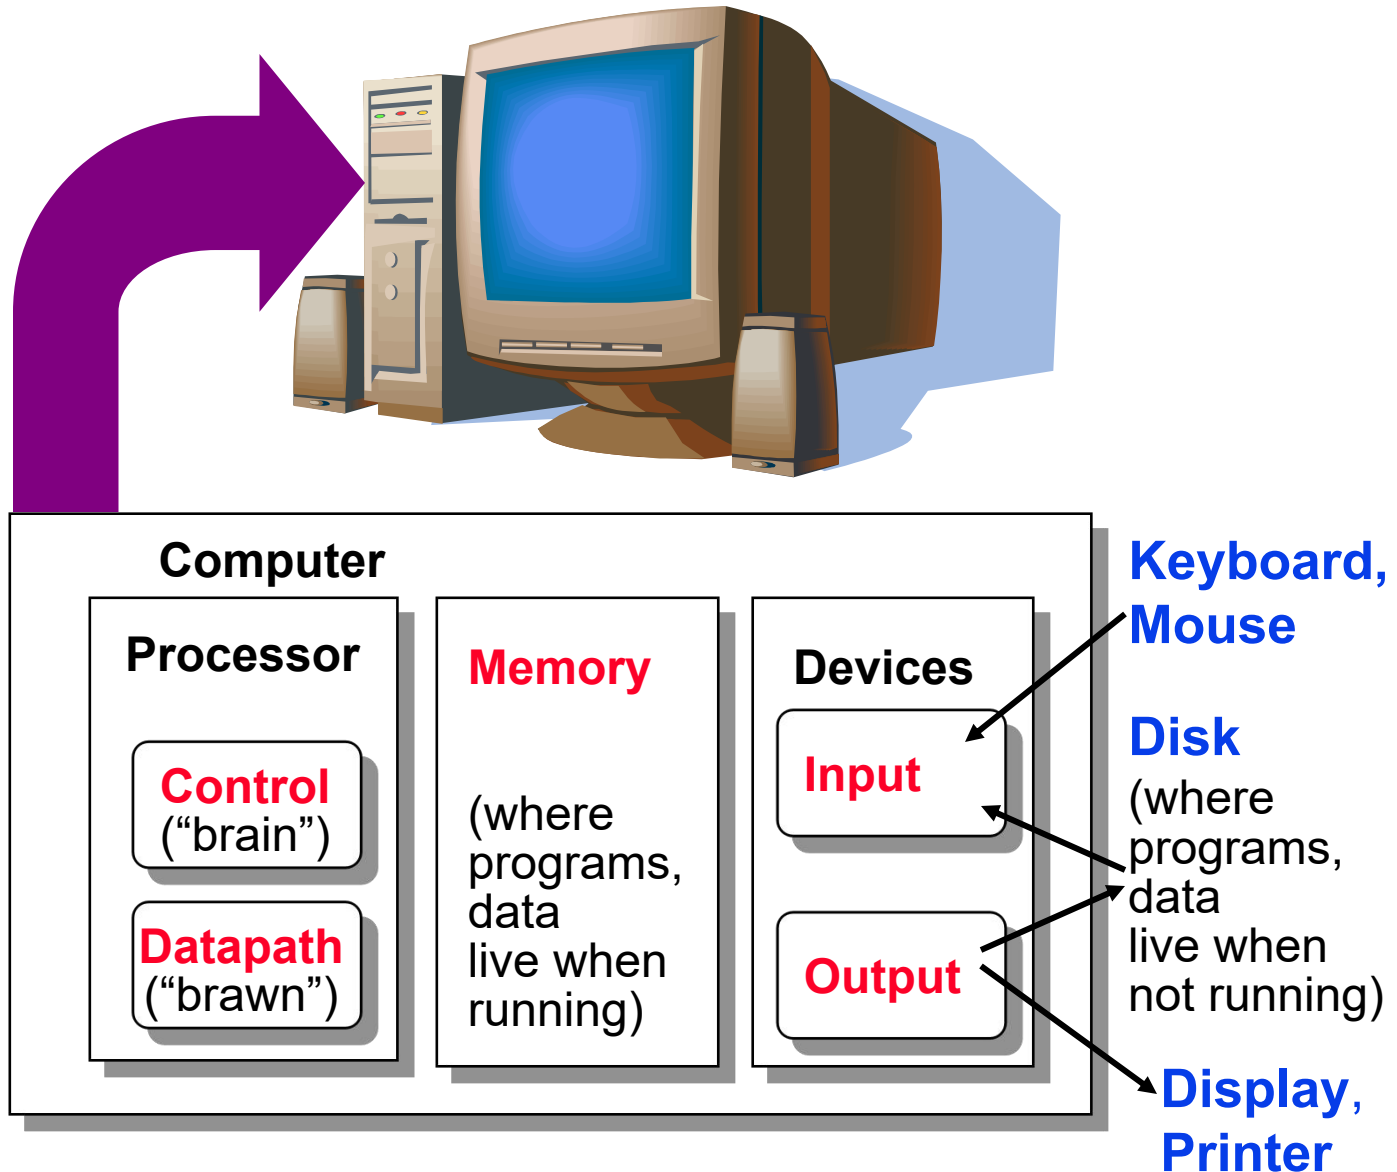 Computer
Processor
Control
(“brain”)
Datapath
(“brawn”)
Memory
(where
programs,
data
live when
running)
Devices
Input
Output
Keyboard,
Mouse
Disk
(where
programs,
data
live when
not running)
Display,
Printer